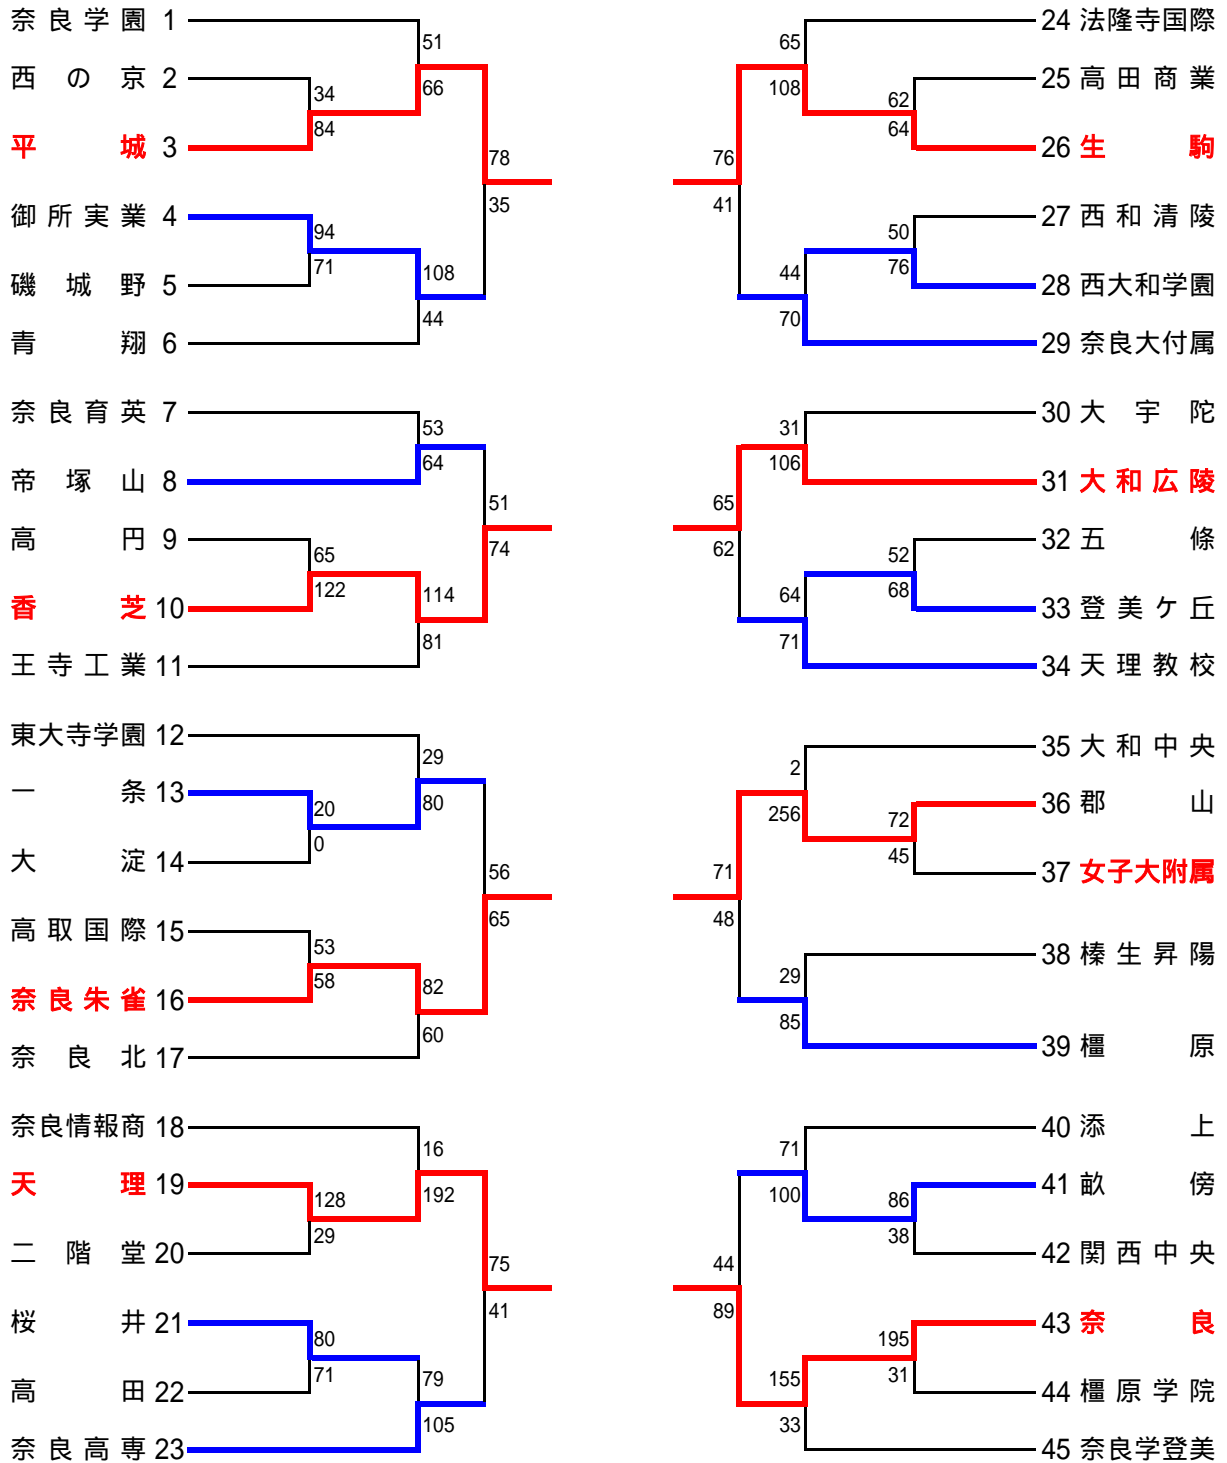 奈良学園 1
51
西の京 2
34
66
平城 3
84
78
御所実業 4
35
94
磯城野 5
71
108
青翔 6
44
奈良育英 7
53
帝塚山 8
64
51
高円 9
65
74
香芝 10
122
114
王寺工業 11
81
東大寺学園 12
29
一条 13
20
80
大淀 14
0
56
高取国際 15
65
53
奈良朱雀 16
58
82
奈良北 17
60
奈良情報商 18
16
天理 19
128
192
二階堂 20
29
75
桜井 21
41
80
高田 22
71
79
奈良高専 23
105
24 法隆寺国際
65
25 高田商業
108
62
26 生駒
64
76
27 西和清陵
41
50
28 西大和学園
76
44
29 奈良大付属
70
30 大宇陀
31
31 大和広陵
106
65
32 五條
62
52
33 登美ケ丘
68
64
34 天理教校
71
35 大和中央
2
36 郡山
256
72
37 女子大附属
45
71
38 榛生昇陽
48
29
39 橿原
85
40 添上
71
41 畝傍
100
86
42 関西中央
38
44
43 奈良
89
195
44 橿原学院
31
155
45 奈良学登美
33